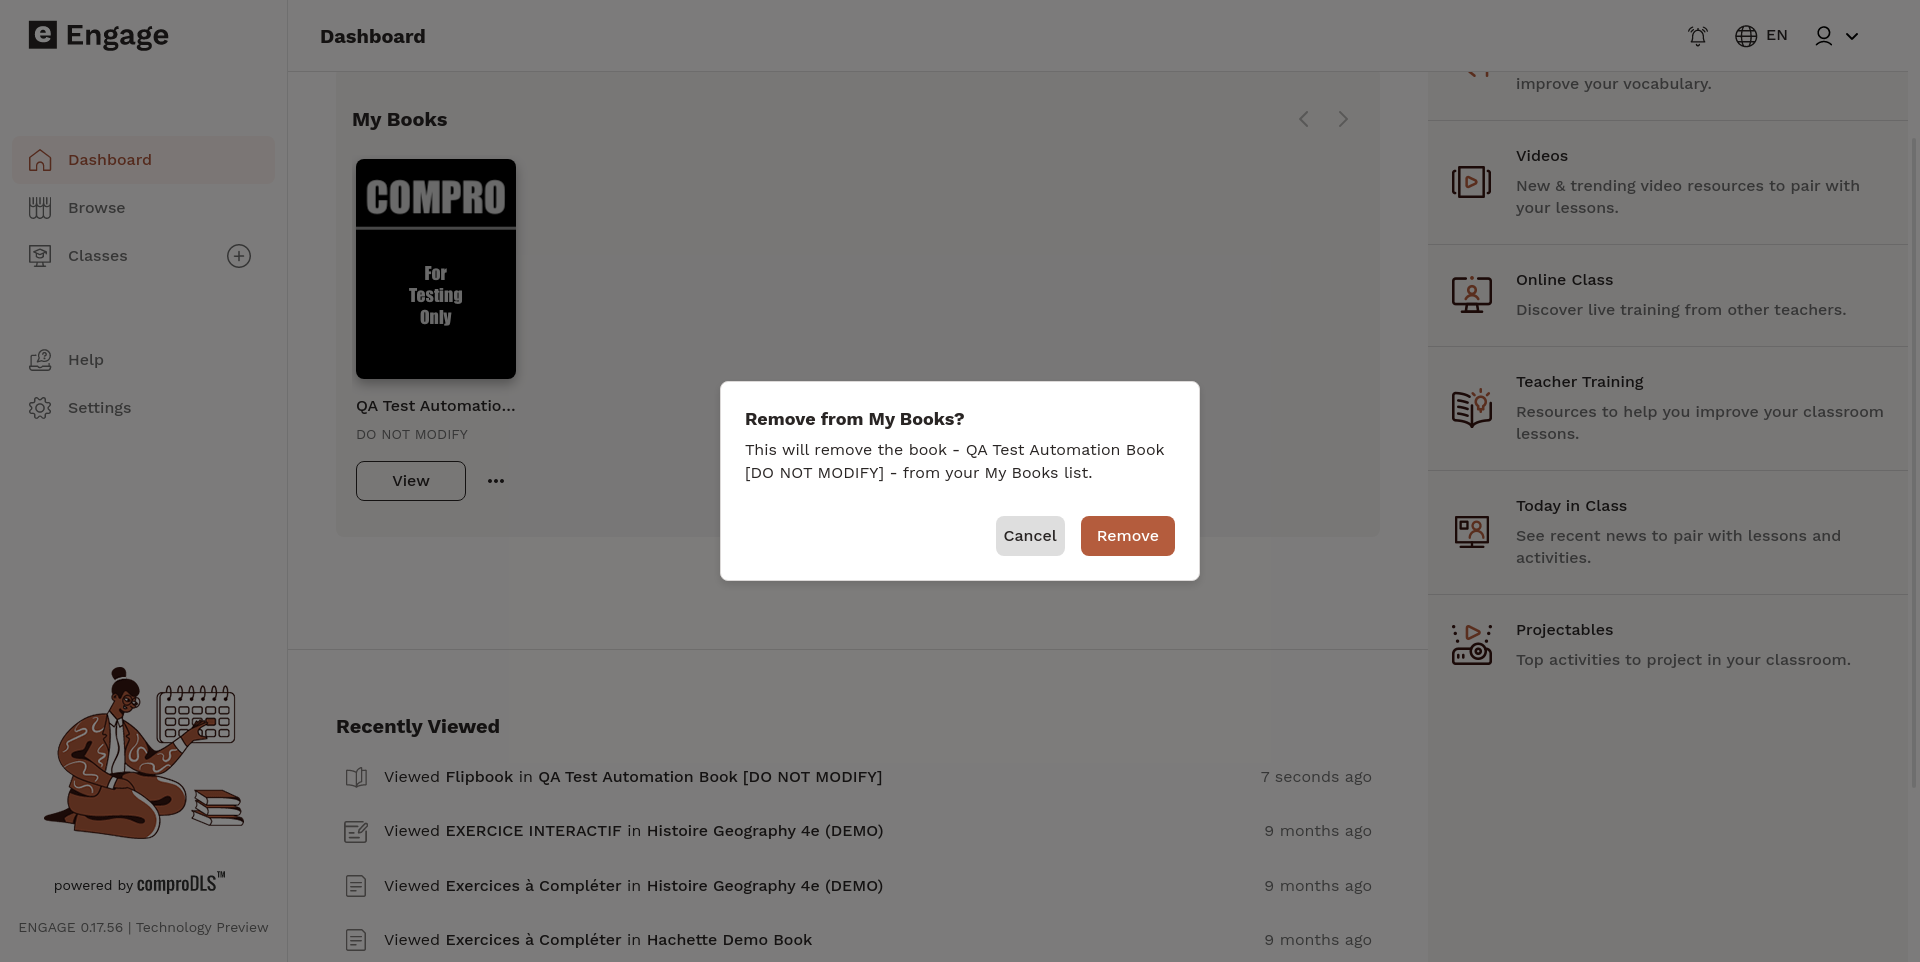 e Engage
Dashboard
EN
Dashboard
Browse
Classes
Help
Settings
powered by comproDLS™
ENGAGE 0.17.56 | Technology Preview
My Books
COMPRO
For
Testing
Only
QA Test Automatio...
DO NOT MODIFY
View
Remove from My Books?
This will remove the book - QA Test Automation Book
[DO NOT MODIFY] - from your My Books list.
Cancel
Remove
Recently Viewed
Viewed Flipbook in QA Test Automation Book [DO NOT MODIFY]
7 seconds ago
Viewed EXERCICE INTERACTIF in Histoire Geography 4e (DEMO)
9 months ago
Viewed Exercices à Compléter in Histoire Geography 4e (DEMO)
9 months ago
Viewed Exercices à Compléter in Hachette Demo Book
9 months ago
improve your vocabulary.
Videos
New & trending video resources to pair with
your lessons.
Online Class
Discover live training from other teachers.
Teacher Training
Resources to help you improve your classroom
lessons.
Today in Class
See recent news to pair with lessons and
activities.
Projectables
Top activities to project in your classroom.